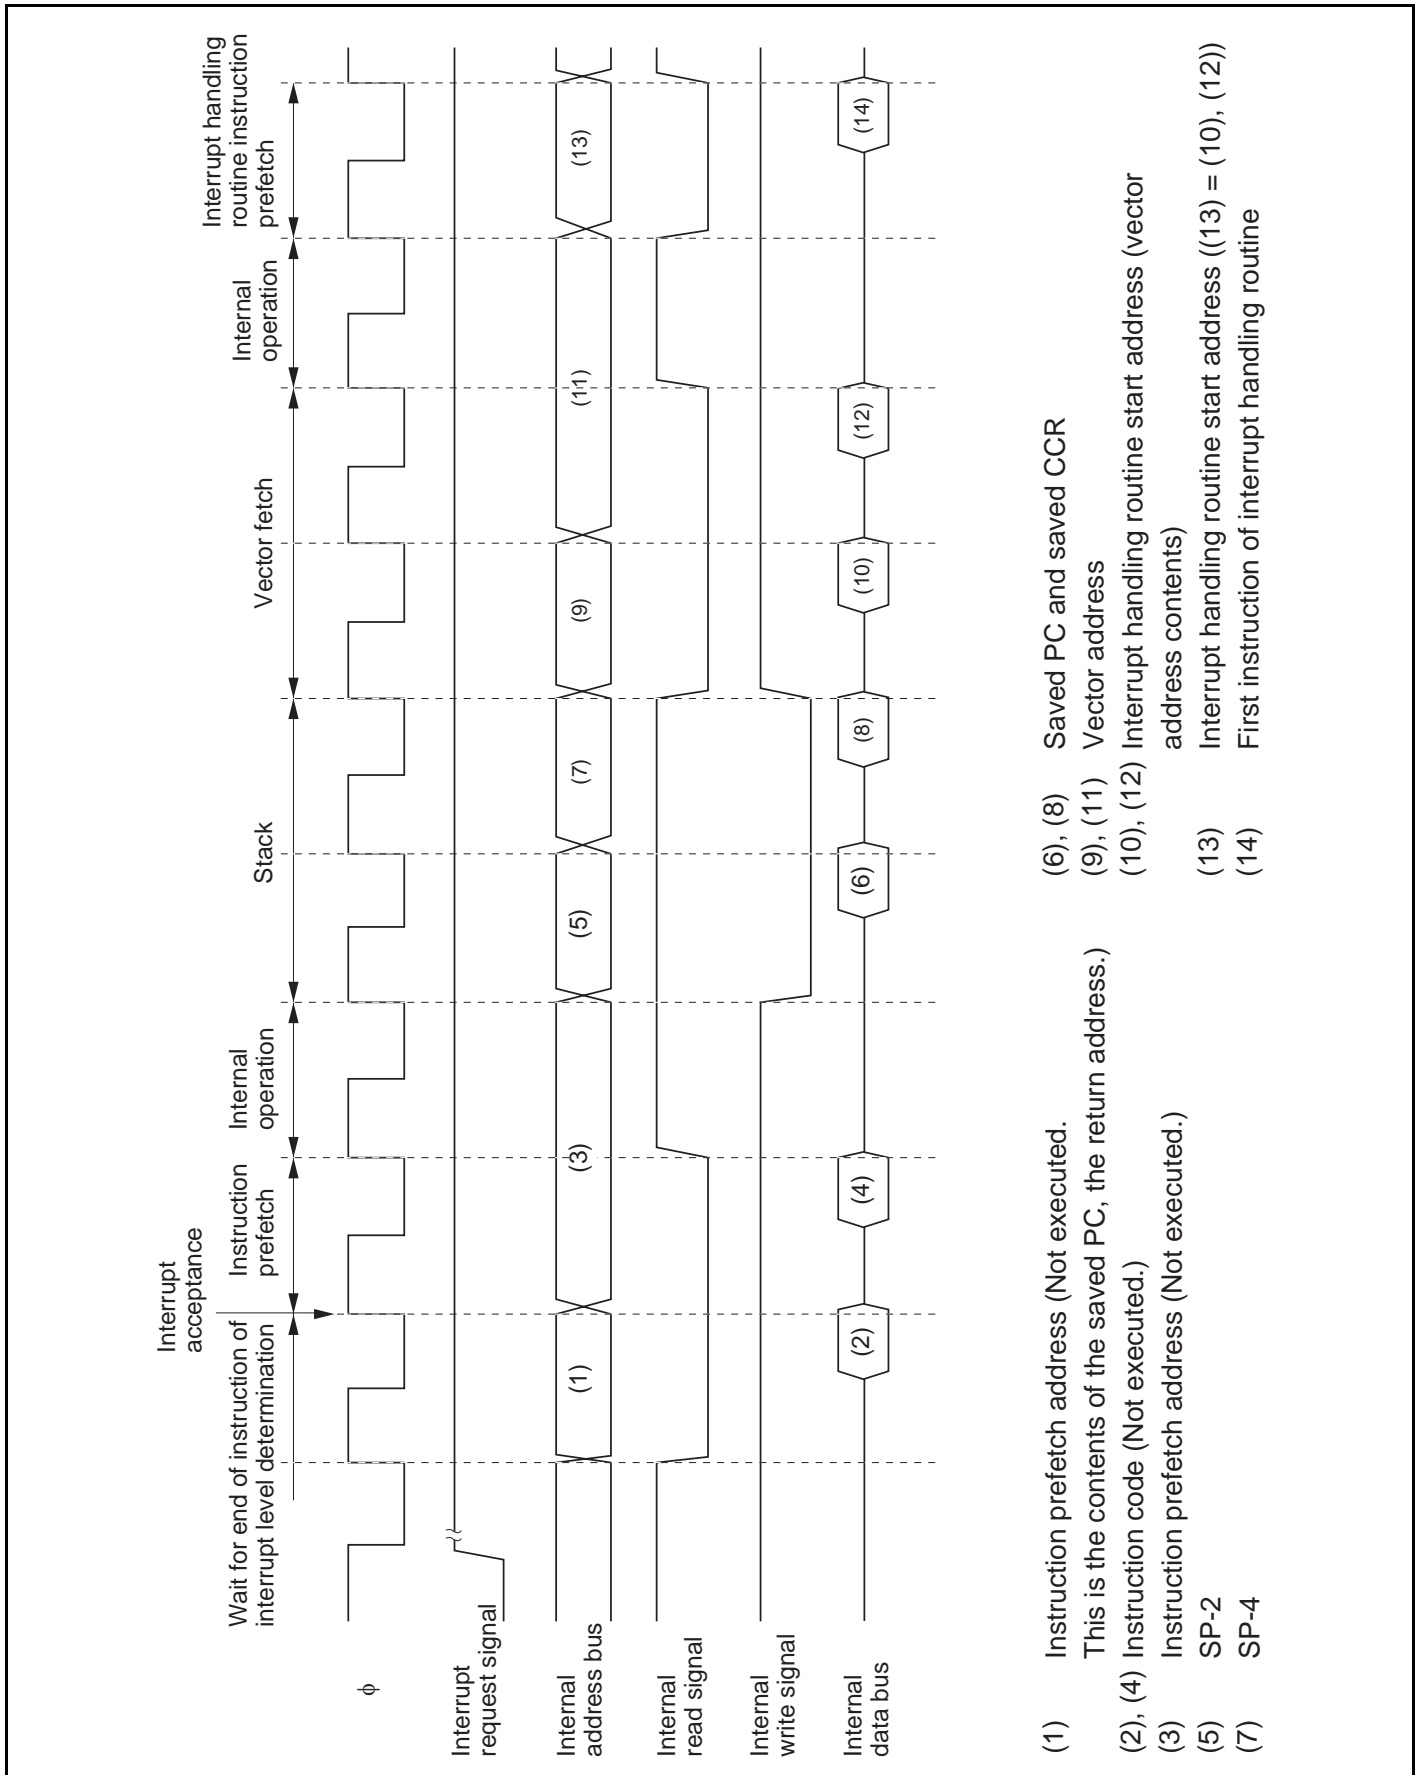 Interrupt
acceptance
Wait for end of instruction of
interrupt level determination
Instruction
prefetch
Internal
operation
Stack
Vector fetch
Internal
operation
Interrupt handling
routine instruction
prefetch
ϕ
Interrupt
request signal
Internal
address bus
(1)
(3)
(5)
(7)
(9)
(11)
(13)
Internal
read signal
Internal
write signal
Internal
data bus
(2)
(4)
(6)
(8)
(10)
(12)
(14)
(1) Instruction prefetch address (Not executed.
This is the contents of the saved PC, the return address.)
(2), (4) Instruction code (Not executed.)
(3) Instruction prefetch address (Not executed.)
(5) SP-2
(7) SP-4
(6), (8) Saved PC and saved CCR
(9), (11) Vector address
(10), (12) Interrupt handling routine start address (vector
address contents)
(13) Interrupt handling routine start address ((13) = (10), (12))
(14) First instruction of interrupt handling routine